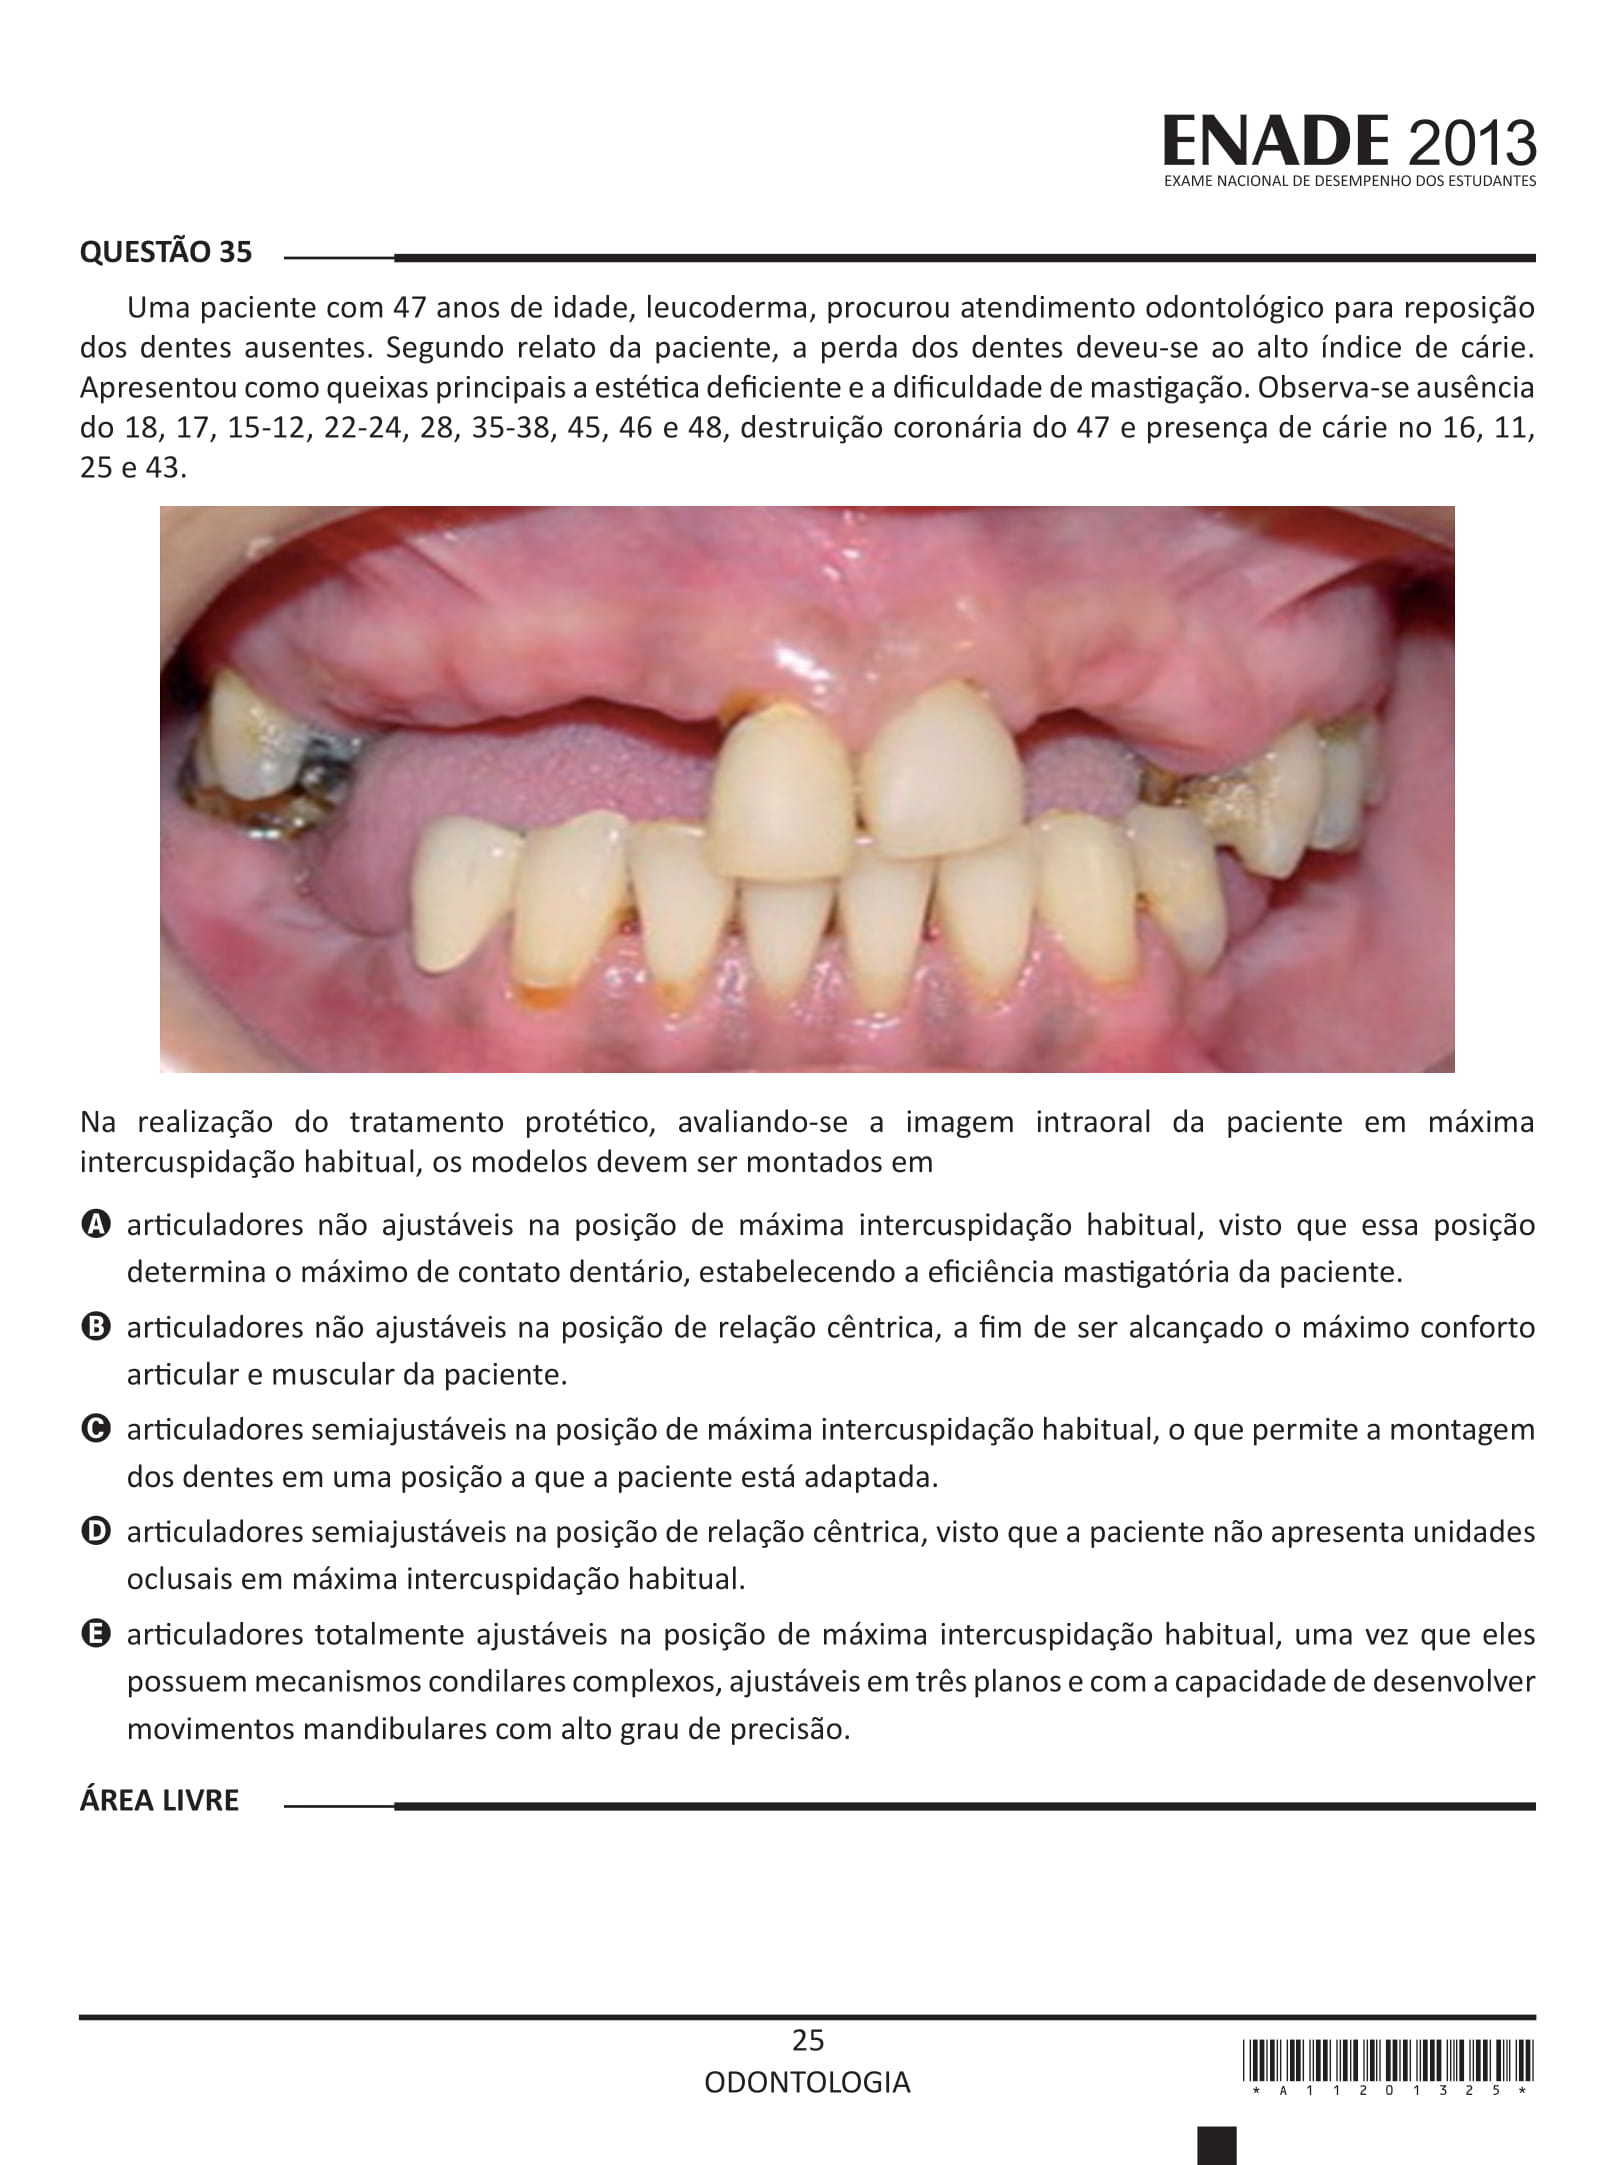 ENADE 2013
EXAME NACIONAL DE DESEMPENHO DOS ESTUDANTES
QUESTÃO 35
Uma paciente com 47 anos de idade, leucoderma, procurou atendimento odontológico para reposição
dos dentes ausentes. Segundo relato da paciente, a perda dos dentes deveu-se ao alto índice de cárie.
Apresentou como queixas principais a estética deficiente e a dificuldade de mastigação. Observa-se ausência
do 18, 17, 15-12, 22-24, 28, 35-38, 45, 46 e 48, destruição coronária do 47 e presença de cárie no 16, 11,
25 e 43.
Na realização do tratamento protético, avaliando-se a imagem intraoral da paciente em máxima
intercuspidação habitual, os modelos devem ser montados em
A articuladores não ajustáveis na posição de máxima intercuspidação habitual, visto que essa posição
determina o máximo de contato dentário, estabelecendo a eficiência mastigatória da paciente.
B articuladores não ajustáveis na posição de relação cêntrica, a fim de ser alcançado o máximo conforto
articular e muscular da paciente.
C articuladores semiajustáveis na posição de máxima intercuspidação habitual, o que permite a montagem
dos dentes em uma posição a que a paciente está adaptada.
D articuladores semiajustáveis na posição de relação cêntrica, visto que a paciente não apresenta unidades
oclusais em máxima intercuspidação habitual.
E articuladores totalmente ajustáveis na posição de máxima intercuspidação habitual, uma vez que eles
possuem mecanismos condilares complexos, ajustáveis em três planos e com a capacidade de desenvolver
movimentos mandibulares com alto grau de precisão.
ÁREA LIVRE
25
ODONTOLOGIA
* A 1 1 2 0 1 3 2 5 *